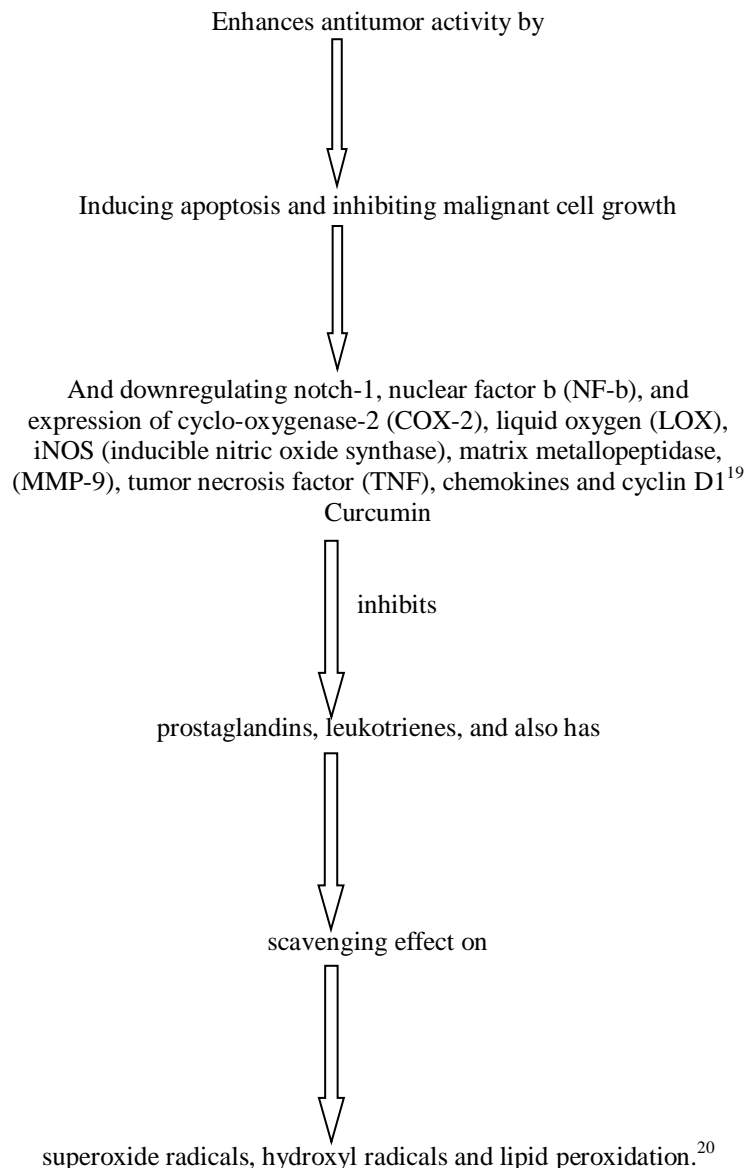 Enhances antitumor activity by
Inducing apoptosis and inhibiting malignant cell growth
And downregulating notch-1, nuclear factor b (NF-b), and
expression of cyclo-oxygenase-2 (COX-2), liquid oxygen (LOX),
iNOS (inducible nitric oxide synthase), matrix metallopeptidase,
(MMP-9), tumor necrosis factor (TNF), chemokines and cyclin D1¹⁹
Curcumin
inhibits
prostaglandins, leukotrienes, and also has
scavenging effect on
superoxide radicals, hydroxyl radicals and lipid peroxidation.²⁰